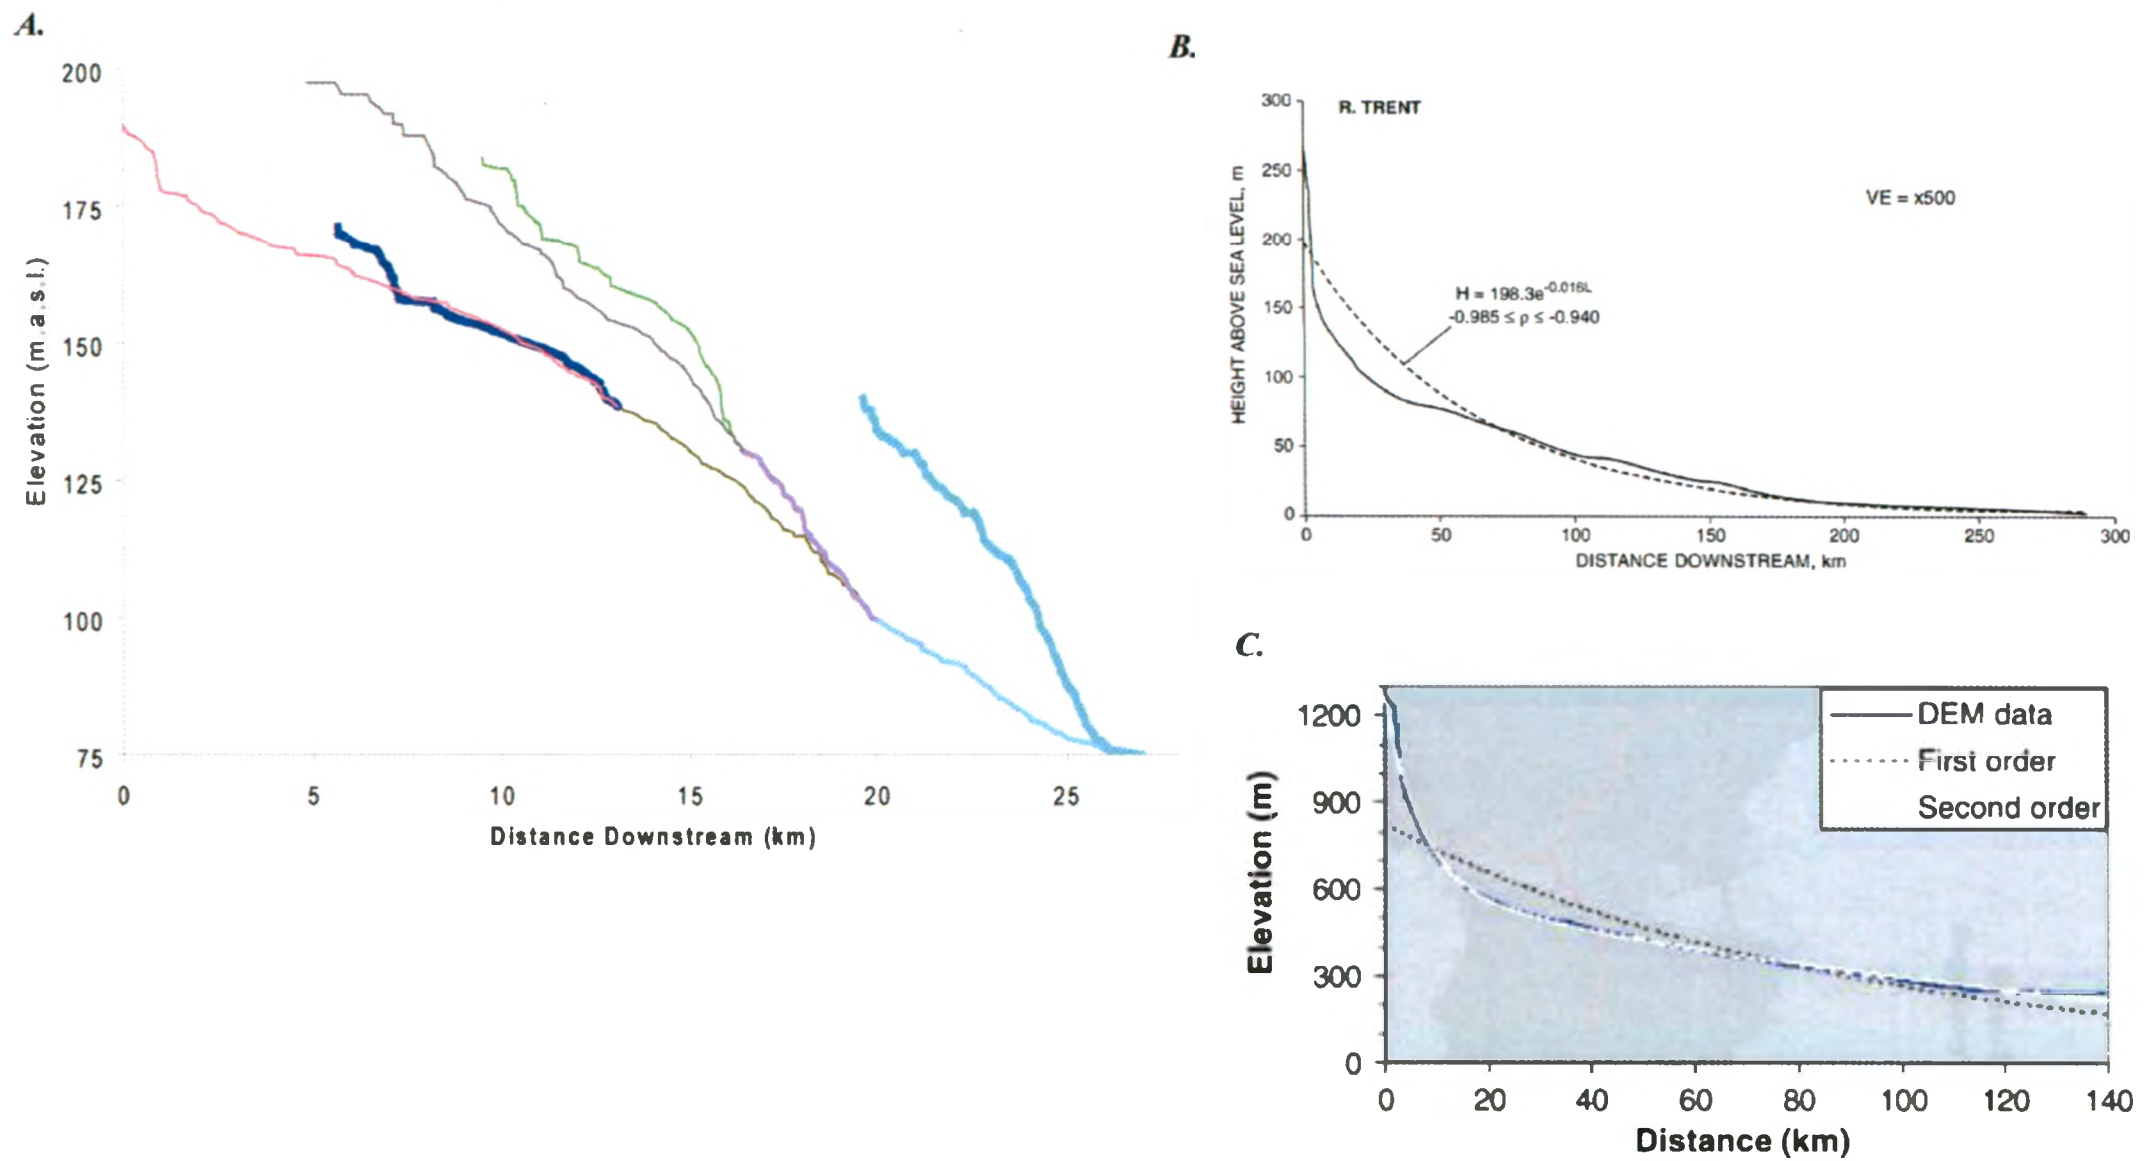 A.
200
175
150
125
100
75
Elevation (m.a.s.l.)
0 5 10 15 20 25
Distance Downstream (km)
B.
R. TRENT
VE = x500
H = 198.3e^-0.016L
-0.985 ≤ ρ ≤ -0.940
300
250
200
150
100
50
0
HEIGHT ABOVE SEA LEVEL, m
0 50 100 150 200 250 300
DISTANCE DOWNSTREAM, km
C.
DEM data
First order
Second order
1200
900
600
300
0
Elevation (m)
0 20 40 60 80 100 120 140
Distance (km)